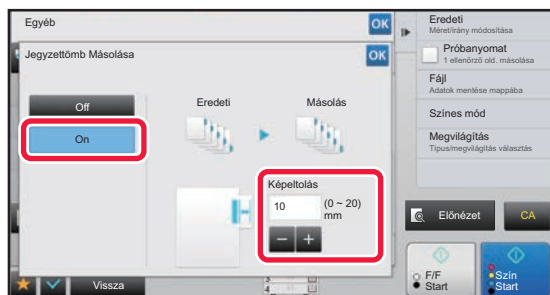 Egyéb
OK
Jegyzettömb Másolása
OK
Off
On
Eredeti
Másolás
Képeltolás
10
(0 ~ 20)
mm
Vissza
Eredeti
Méret/irány módosítása
Próbanyomat
1 ellenőrző old. másolása
Fájl
Adatok mentése mappába
Színes mód
Megvilágítás
Típus/megvilágítás választás
Előnézet
CA
F/F
Start
Szín
Start